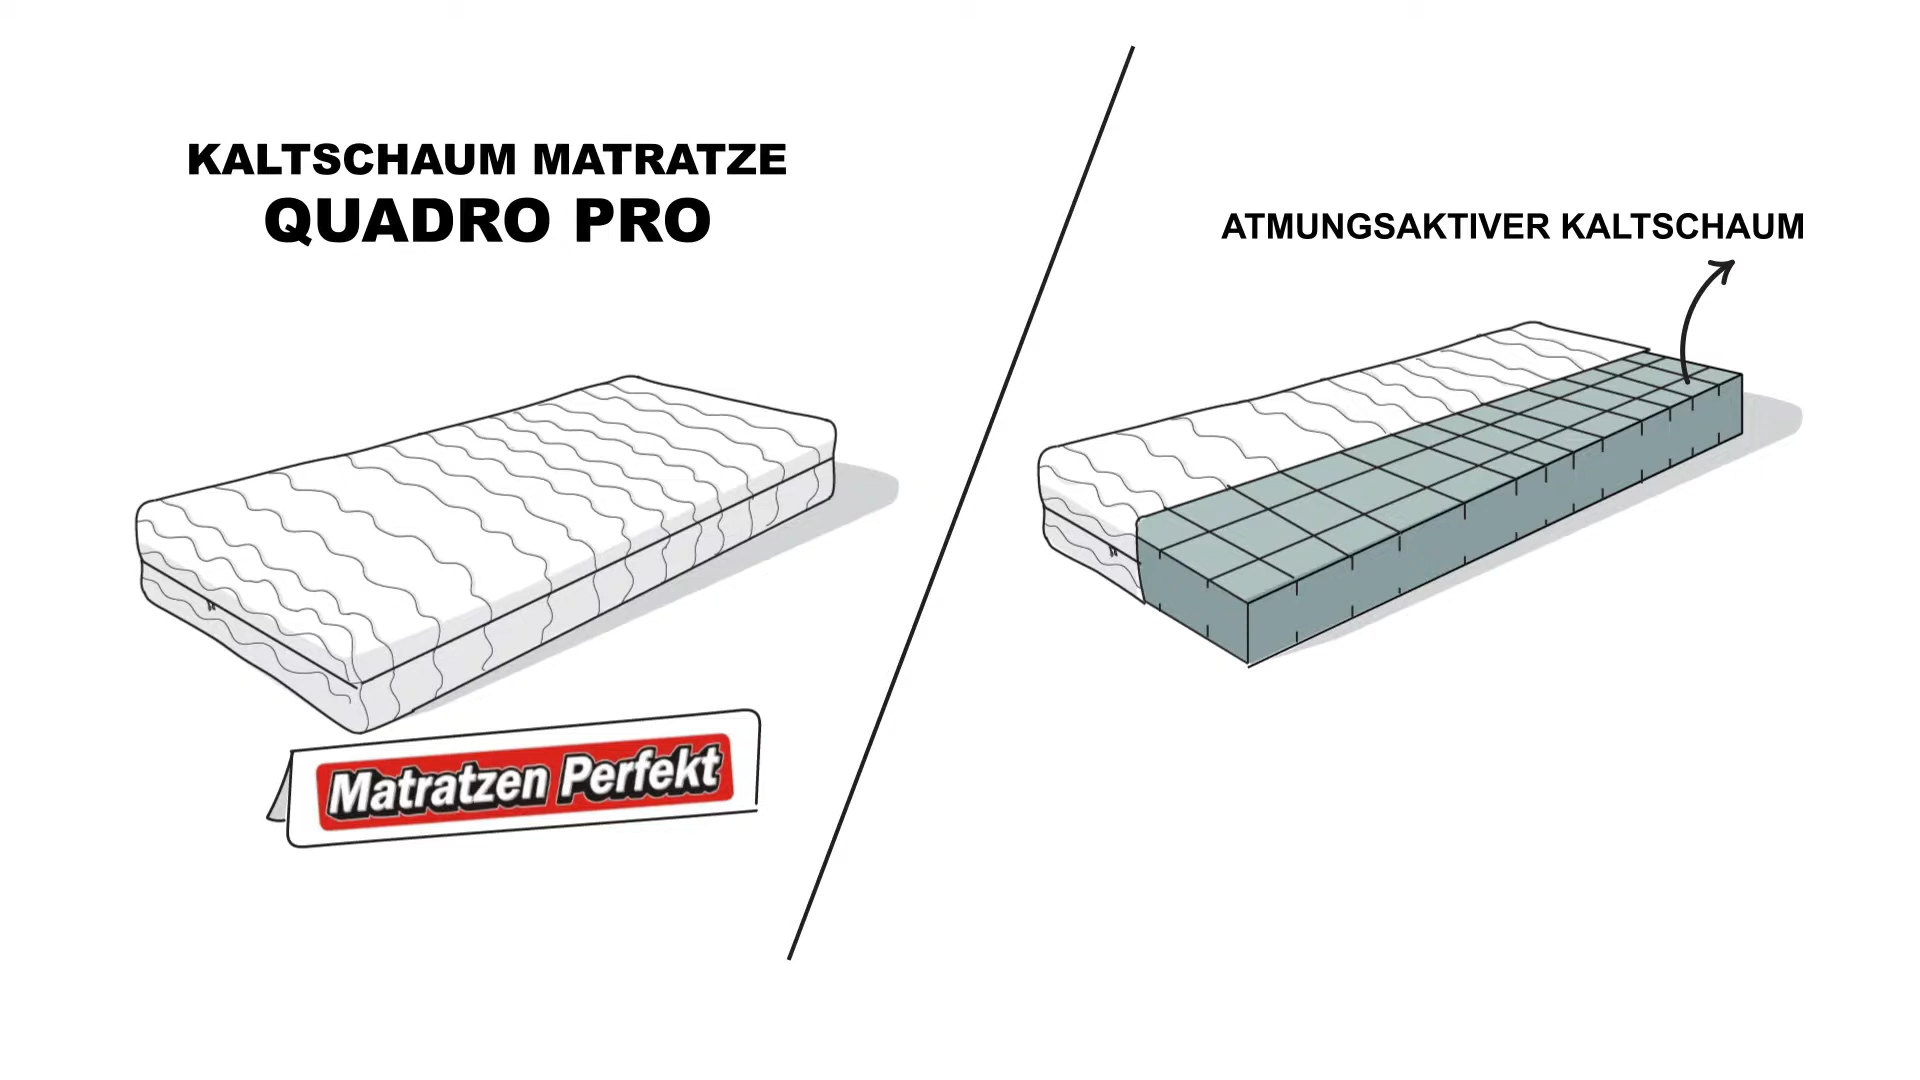 KALTSCHAUM MATRATZE
QUADRO PRO
ATMUNGSAKTIVER KALTSCHAUM
Matratzen Perfekt